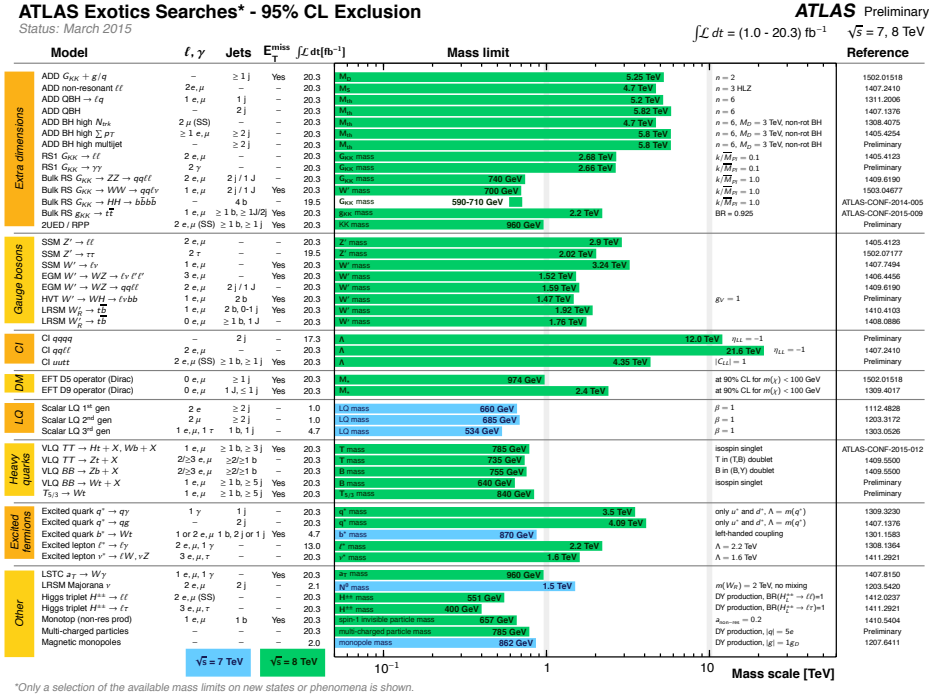 ATLAS Exotics Searches* - 95% CL Exclusion
Status: March 2015
ATLAS Preliminary
∫ℒ dt = (1.0 - 20.3) fb⁻¹ √s = 7, 8 TeV
Model ℓ, γ Jets E_T^miss ∫ℒ dt[fb⁻¹] Mass limit Reference
Extra dimensions
ADD G_KK + g/q – ≥ 1 j Yes 20.3 M_D 5.25 TeV n = 2 1502.01518
ADD non-resonant ℓℓ 2e, μ – – 20.3 M_S 4.7 TeV n = 3 HLZ 1407.2410
ADD QBH → ℓq 1 e, μ 1 j – 20.3 M_th 5.2 TeV n = 6 1311.2006
ADD QBH – 2 j – 20.3 M_th 5.82 TeV n = 6 1407.1376
ADD BH high N_trk 2 μ (SS) – – 20.3 M_th 4.7 TeV n = 6, M_D = 3 TeV, non-rot BH 1308.4075
ADD BH high ∑ p_T ≥ 1 e, μ ≥ 2 j – 20.3 M_th 5.8 TeV n = 6, M_D = 3 TeV, non-rot BH 1405.4254
ADD BH high multijet – ≥ 2 j – 20.3 M_th 5.8 TeV n = 6, M_D = 3 TeV, non-rot BH Preliminary
RS1 G_KK → ℓℓ 2 e, μ – – 20.3 G_KK mass 2.68 TeV k/M̅_Pl = 0.1 1405.4123
RS1 G_KK → γγ 2 γ – – 20.3 G_KK mass 2.66 TeV k/M̅_Pl = 0.1 Preliminary
Bulk RS G_KK → ZZ → qqℓℓ 2 e, μ 2 j / 1 J – 20.3 G_KK mass 740 GeV k/M̅_Pl = 1.0 1409.6190
Bulk RS G_KK → WW → qqℓν 1 e, μ 2 j / 1 J Yes 20.3 W′ mass 700 GeV k/M̅_Pl = 1.0 1503.04677
Bulk RS G_KK → HH → bb̅bb̅ – 4 b – 19.5 G_KK mass 590-710 GeV k/M̅_Pl = 1.0 ATLAS-CONF-2014-005
Bulk RS g_KK → tt̅ 1 e, μ ≥ 1 b, ≥ 1J/2j Yes 20.3 g_KK mass 2.2 TeV BR = 0.925 ATLAS-CONF-2015-009
2UED / RPP 2 e, μ (SS) ≥ 1 b, ≥ 1 j Yes 20.3 KK mass 960 GeV Preliminary
Gauge bosons
SSM Z′ → ℓℓ 2 e, μ – – 20.3 Z′ mass 2.9 TeV 1405.4123
SSM Z′ → ττ 2 τ – – 19.5 Z′ mass 2.02 TeV 1502.07177
SSM W′ → ℓν 1 e, μ – Yes 20.3 W′ mass 3.24 TeV 1407.7494
EGM W′ → WZ → ℓν ℓ′ℓ′ 3 e, μ – Yes 20.3 W′ mass 1.52 TeV 1406.4456
EGM W′ → WZ → qqℓℓ 2 e, μ 2 j / 1 J – 20.3 W′ mass 1.59 TeV 1409.6190
HVT W′ → WH → ℓνbb 1 e, μ 2 b Yes 20.3 W′ mass 1.47 TeV g_V = 1 Preliminary
LRSM W′_R → tb̅ 1 e, μ 2 b, 0-1 j Yes 20.3 W′ mass 1.92 TeV 1410.4103
LRSM W′_R → tb̅ 0 e, μ ≥ 1 b, 1 J – 20.3 W′ mass 1.76 TeV 1408.0886
CI
CI qqqq – 2 j – 17.3 Λ 12.0 TeV η_LL = −1 Preliminary
CI qqℓℓ 2 e, μ – – 20.3 Λ 21.6 TeV η_LL = −1 1407.2410
CI uutt 2 e, μ (SS) ≥ 1 b, ≥ 1 j Yes 20.3 Λ 4.35 TeV |C_LL| = 1 Preliminary
DM
EFT D5 operator (Dirac) 0 e, μ ≥ 1 j Yes 20.3 M_* 974 GeV at 90% CL for m(χ) < 100 GeV 1502.01518
EFT D9 operator (Dirac) 0 e, μ 1 J, ≤ 1 j Yes 20.3 M_* 2.4 TeV at 90% CL for m(χ) < 100 GeV 1309.4017
LQ
Scalar LQ 1st gen 2 e ≥ 2 j – 1.0 LQ mass 660 GeV β = 1 1112.4828
Scalar LQ 2nd gen 2 μ ≥ 2 j – 1.0 LQ mass 685 GeV β = 1 1203.3172
Scalar LQ 3rd gen 1 e, μ, 1 τ 1 b, 1 j – 4.7 LQ mass 534 GeV β = 1 1303.0526
Heavy quarks
VLQ TT → Ht + X, Wb + X 1 e, μ ≥ 1 b, ≥ 3 j Yes 20.3 T mass 785 GeV isospin singlet ATLAS-CONF-2015-012
VLQ TT → Zt + X 2/≥3 e, μ ≥2/≥1 b – 20.3 T mass 735 GeV T in (T,B) doublet 1409.5500
VLQ BB → Zb + X 2/≥3 e, μ ≥2/≥1 b – 20.3 B mass 755 GeV B in (B,Y) doublet 1409.5500
VLQ BB → Wt + X 1 e, μ ≥ 1 b, ≥ 5 j Yes 20.3 B mass 640 GeV isospin singlet Preliminary
T_5/3 → Wt 1 e, μ ≥ 1 b, ≥ 5 j Yes 20.3 T_5/3 mass 840 GeV Preliminary
Excited fermions
Excited quark q* → qγ 1 γ 1 j – 20.3 q* mass 3.5 TeV only u* and d*, Λ = m(q*) 1309.3230
Excited quark q* → qg – 2 j – 20.3 q* mass 4.09 TeV only u* and d*, Λ = m(q*) 1407.1376
Excited quark b* → Wt 1 or 2 e, μ 1 b, 2 j or 1 j Yes 4.7 b* mass 870 GeV left-handed coupling 1301.1583
Excited lepton ℓ* → ℓγ 2 e, μ, 1 γ – – 13.0 ℓ* mass 2.2 TeV Λ = 2.2 TeV 1308.1364
Excited lepton ν* → ℓW, νZ 3 e, μ, τ – – 20.3 ν* mass 1.6 TeV Λ = 1.6 TeV 1411.2921
Other
LSTC a_T → Wγ 1 e, μ, 1 γ – Yes 20.3 a_T mass 960 GeV 1407.8150
LRSM Majorana ν 2 e, μ 2 j – 2.1 N⁰ mass 1.5 TeV m(W_R) = 2 TeV, no mixing 1203.5420
Higgs triplet H±± → ℓℓ 2 e, μ (SS) – – 20.3 H±± mass 551 GeV DY production, BR(H_L^±± → ℓℓ)=1 1412.0237
Higgs triplet H±± → ℓτ 3 e, μ, τ – – 20.3 H±± mass 400 GeV DY production, BR(H_L^±± → ℓτ)=1 1411.2921
Monotop (non-res prod) 1 e, μ 1 b Yes 20.3 spin-1 invisible particle mass 657 GeV a_non-res = 0.2 1410.5404
Multi-charged particles – – – 20.3 multi-charged particle mass 785 GeV DY production, |q| = 5e Preliminary
Magnetic monopoles – – – 2.0 monopole mass 862 GeV DY production, |g| = 1g_D 1207.6411
√s = 7 TeV √s = 8 TeV
10⁻¹ 1 10
Mass scale [TeV]
*Only a selection of the available mass limits on new states or phenomena is shown.